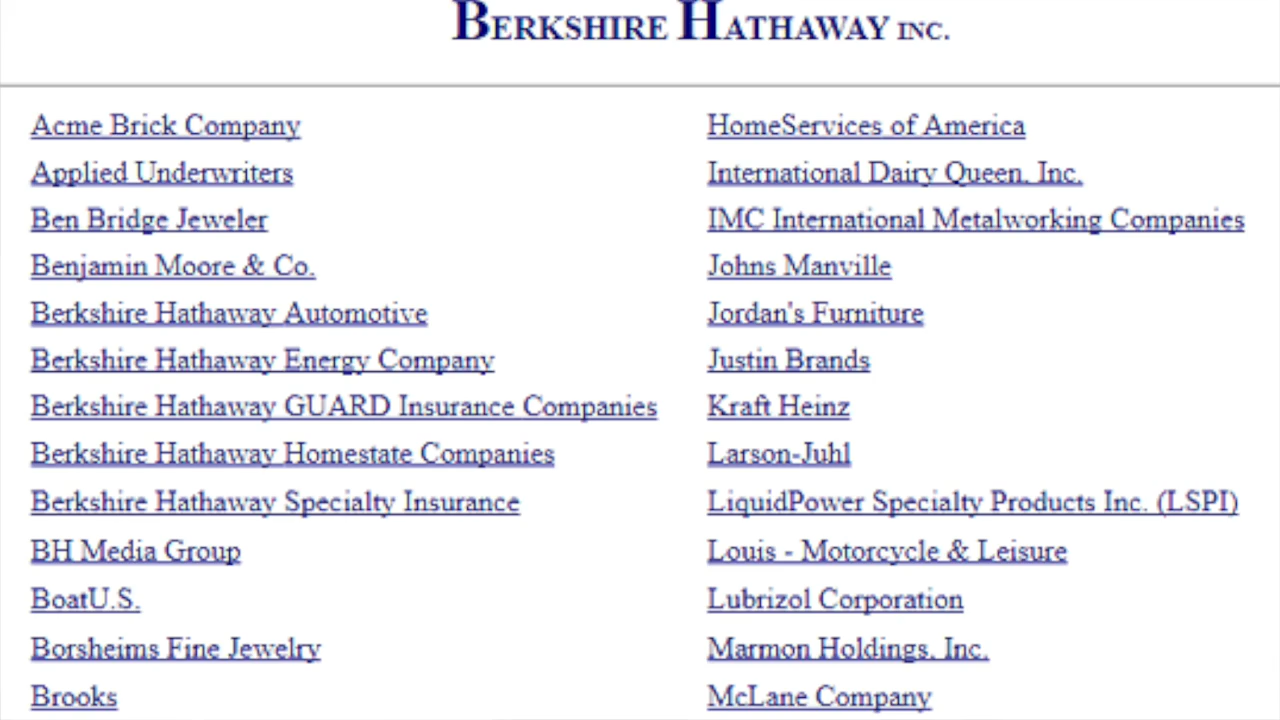 BERKSHIRE HATHAWAY INC.
Acme Brick Company
Applied Underwriters
Ben Bridge Jeweler
Benjamin Moore & Co.
Berkshire Hathaway Automotive
Berkshire Hathaway Energy Company
Berkshire Hathaway GUARD Insurance Companies
Berkshire Hathaway Homestate Companies
Berkshire Hathaway Specialty Insurance
BH Media Group
BoatU.S.
Borsheims Fine Jewelry
Brooks
HomeServices of America
International Dairy Queen, Inc.
IMC International Metalworking Companies
Johns Manville
Jordan's Furniture
Justin Brands
Kraft Heinz
Larson-Juhl
LiquidPower Specialty Products Inc. (LSPI)
Louis - Motorcycle & Leisure
Lubrizol Corporation
Marmon Holdings, Inc.
McLane Company